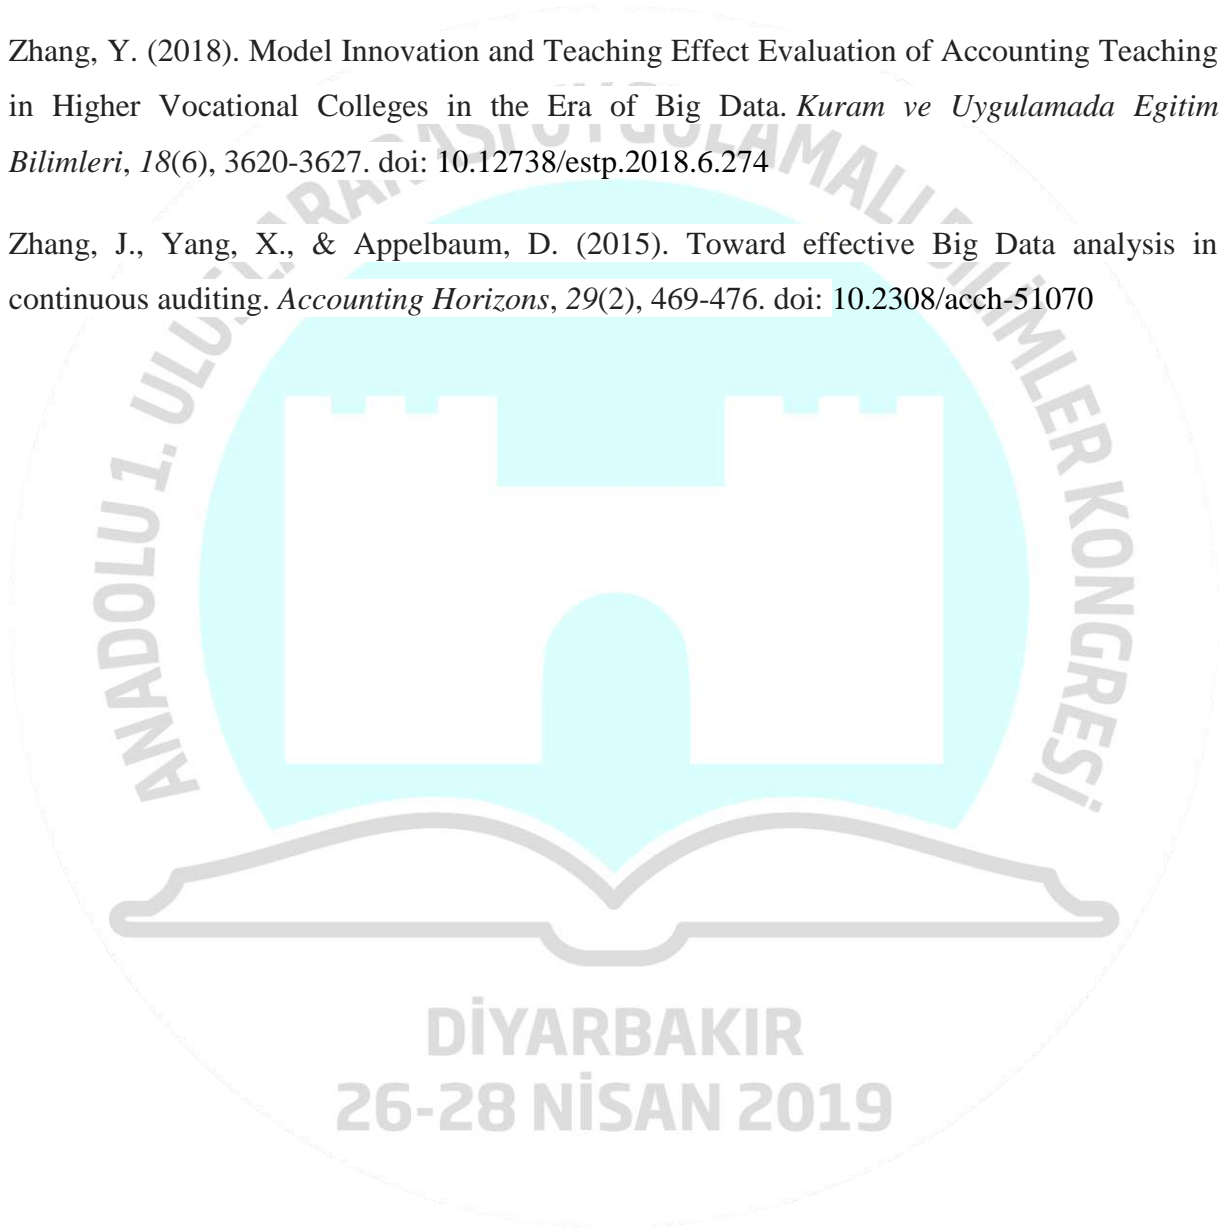 Zhang, Y. (2018). Model Innovation and Teaching Effect Evaluation of Accounting Teaching
in Higher Vocational Colleges in the Era of Big Data. Kuram ve Uygulamada Egitim
Bilimleri, 18(6), 3620-3627. doi: 10.12738/estp.2018.6.274
Zhang, J., Yang, X., & Appelbaum, D. (2015). Toward effective Big Data analysis in
continuous auditing. Accounting Horizons, 29(2), 469-476. doi: 10.2308/acch-51070
ANADOLU 1. ULUSLARARASI UYGULAMALI BİLİMLER KONGRESİ
DİYARBAKIR
26-28 NİSAN 2019